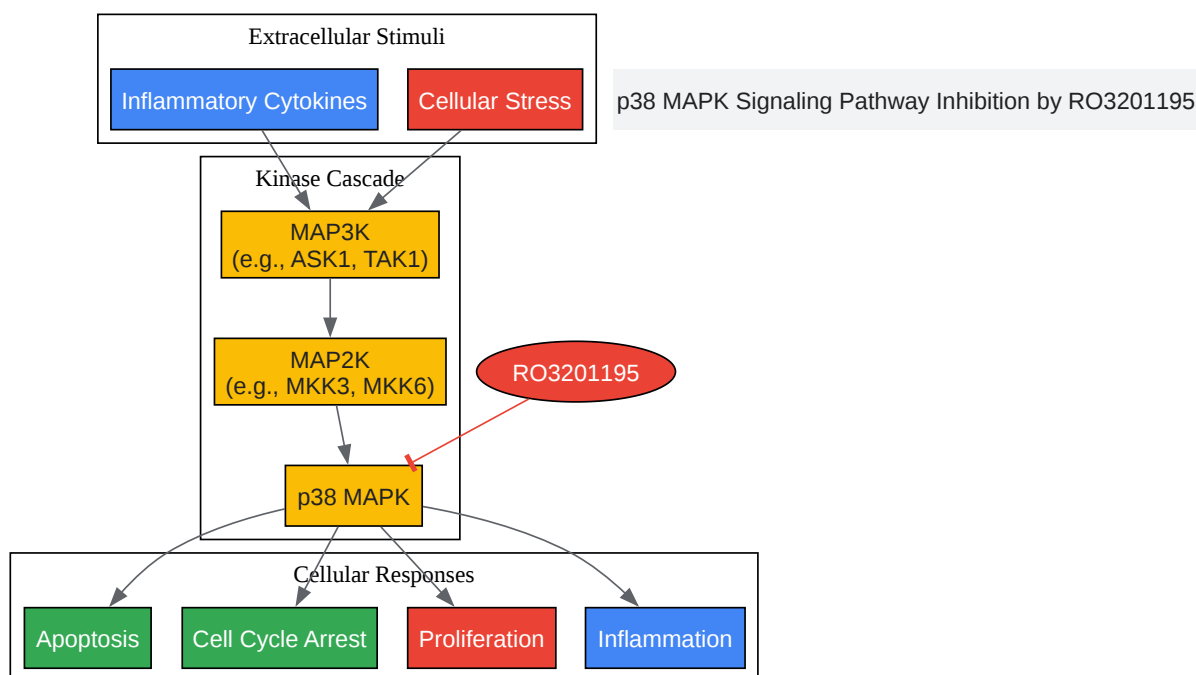 Extracellular Stimuli
Inflammatory Cytokines
Cellular Stress
p38 MAPK Signaling Pathway Inhibition by RO3201195
Kinase Cascade
MAP3K
(e.g., ASK1, TAK1)
MAP2K
(e.g., MKK3, MKK6)
RO3201195
p38 MAPK
Cellular Responses
Apoptosis
Cell Cycle Arrest
Proliferation
Inflammation